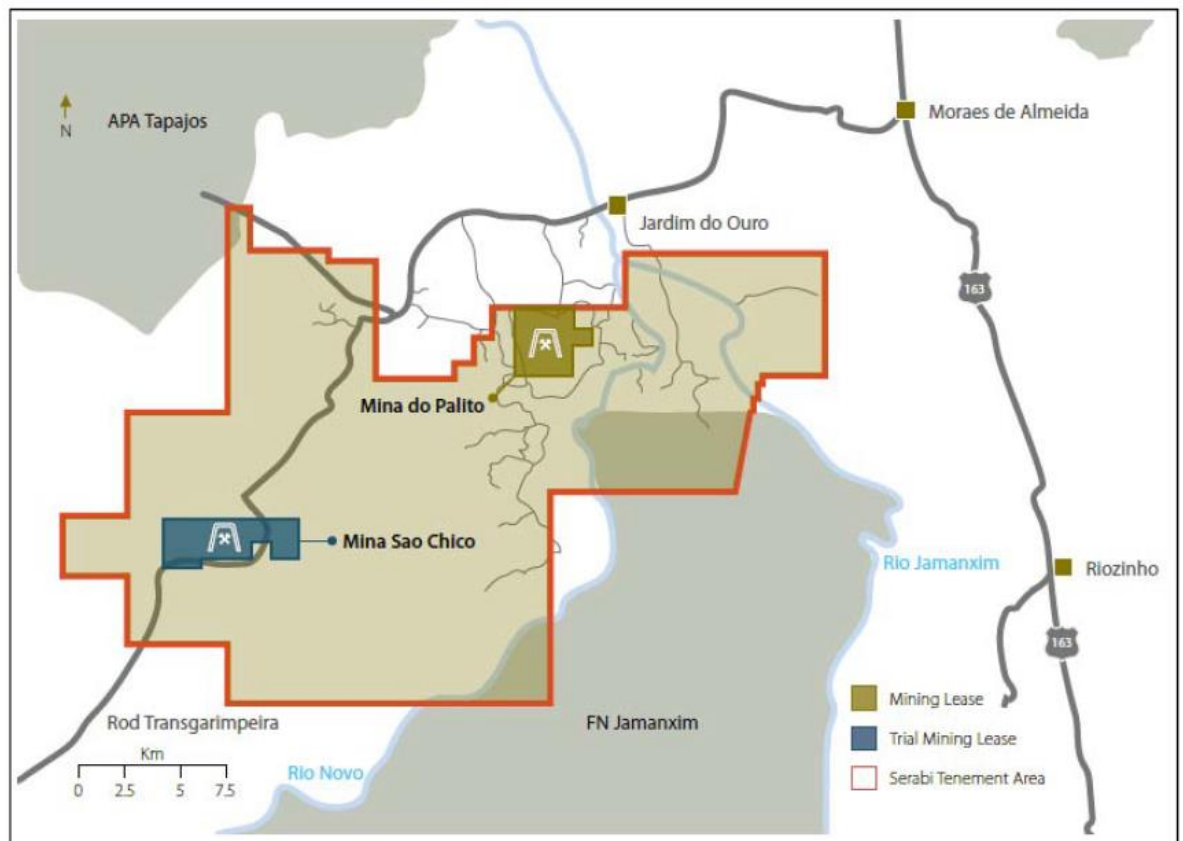 APA Tapajos
N
Moraes de Almeida
Jardim do Ouro
163
Mina do Palito
Mina Sao Chico
Rio Jamanxim
Riozinho
163
Mining Lease
Rod Transgarimpeira
FN Jamanxim
Trial Mining Lease
Km
Rio Novo
Serabi Tenement Area
0 2.5 5 7.5